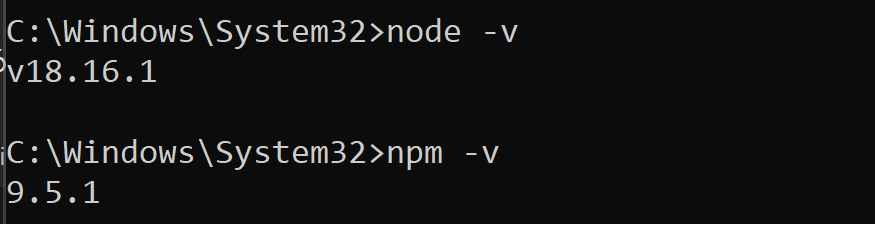 C:\Windows\System32>node -v
v18.16.1
C:\Windows\System32>npm -v
9.5.1